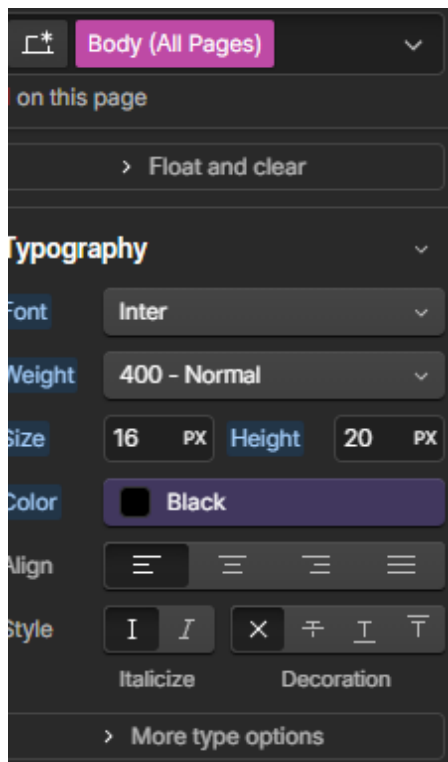 Body (All Pages)
on this page
Float and clear
Typography
Font Inter
Weight 400 - Normal
Size 16 PX Height 20 PX
Color Black
Align
Style
Italicize Decoration
More type options